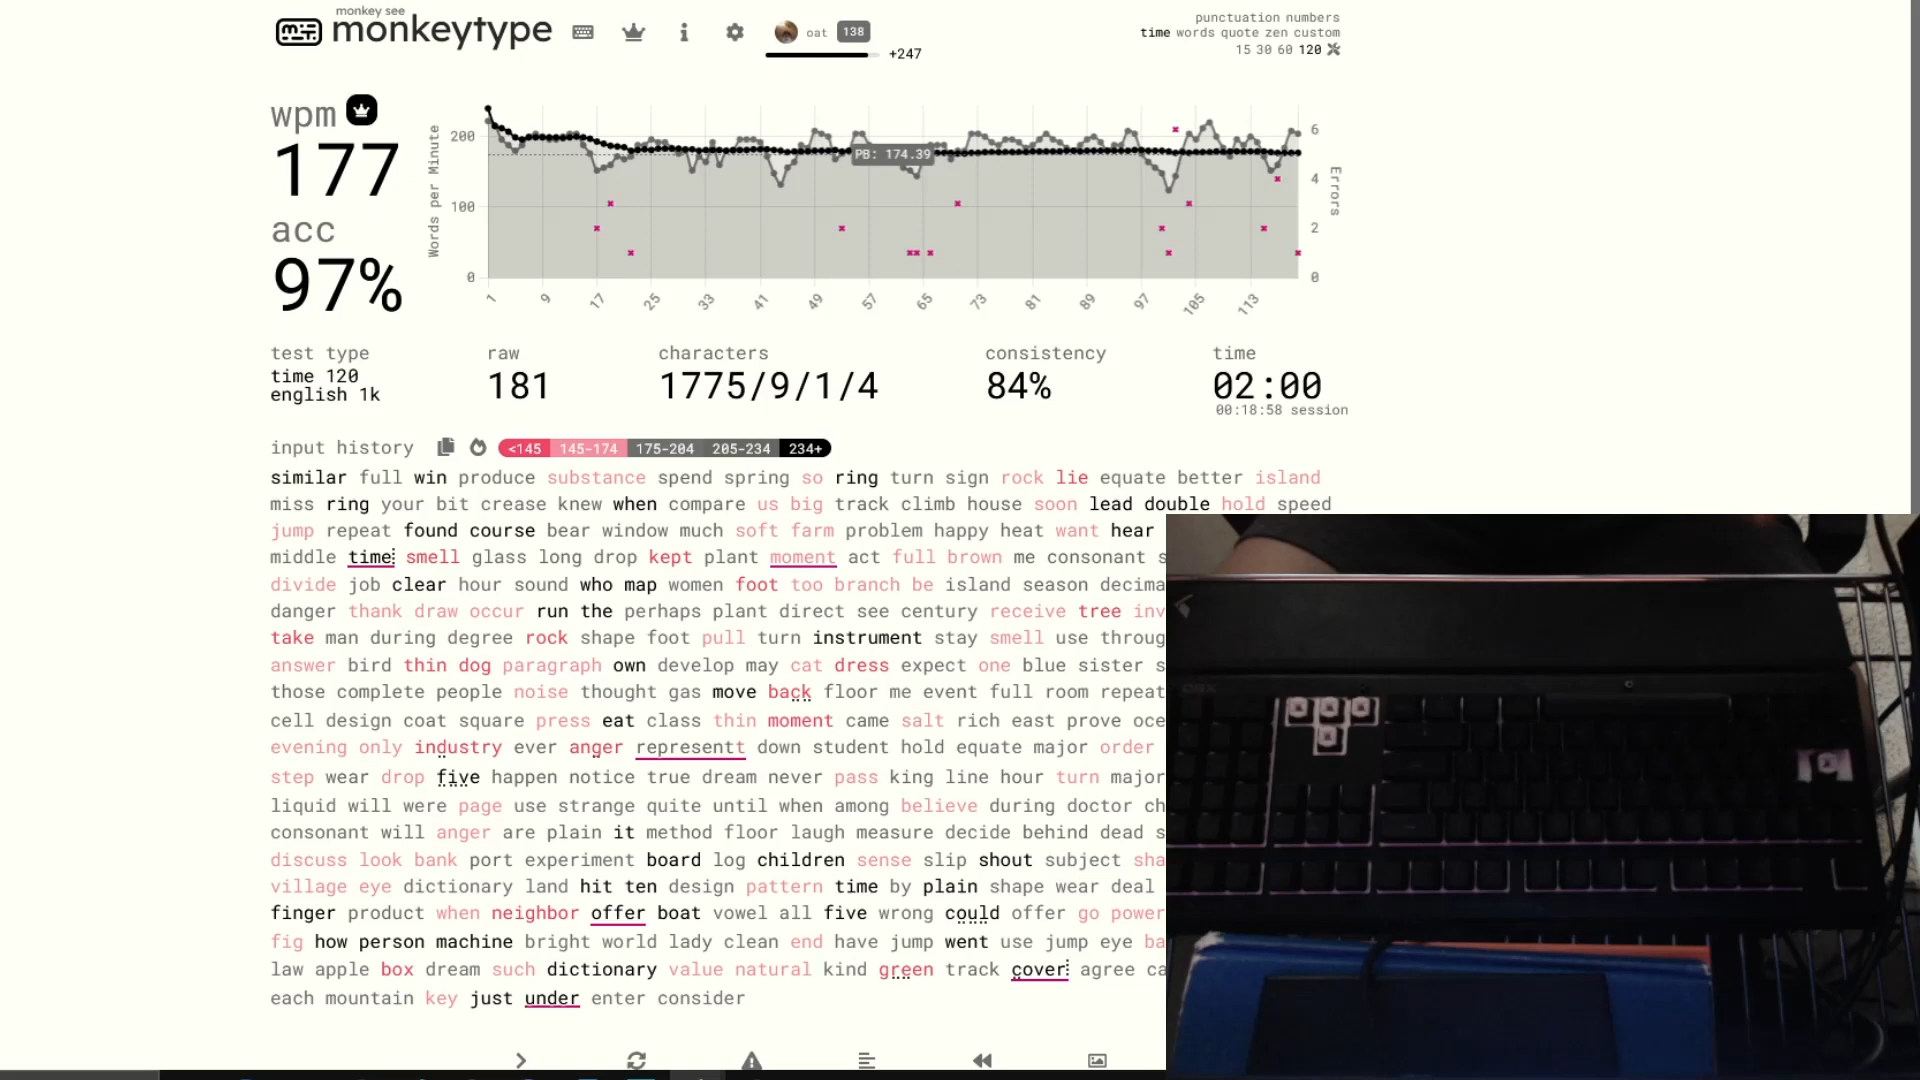 monkey see
monkeytype
oat 138
+247
punctuation numbers
time words quote zen custom
15 30 60 120
wpm
177
acc
97%
Words per Minute
200
100
0
PB: 174.39
6
4
2
0
Errors
1 9 17 25 33 41 49 57 65 73 81 89 97 105 113
test type
time 120
english 1k
raw
181
characters
1775/9/1/4
consistency
84%
time
02:00
00:18:58 session
input history <145 145-174 175-204 205-234 234+
similar full win produce substance spend spring so ring turn sign rock lie equate better island
miss ring your bit crease knew when compare us big track climb house soon lead double hold speed
jump repeat found course bear window much soft farm problem happy heat want hear
middle time smell glass long drop kept plant moment act full brown me consonant s
divide job clear hour sound who map women foot too branch be island season decima
danger thank draw occur run the perhaps plant direct see century receive tree inv
take man during degree rock shape foot pull turn instrument stay smell use throug
answer bird thin dog paragraph own develop may cat dress expect one blue sister s
those complete people noise thought gas move back floor me event full room repeat
cell design coat square press eat class thin moment came salt rich east prove oce
evening only industry ever anger representt down student hold equate major order
step wear drop five happen notice true dream never pass king line hour turn major
liquid will were page use strange quite until when among believe during doctor ch
consonant will anger are plain it method floor laugh measure decide behind dead s
discuss look bank port experiment board log children sense slip shout subject sha
village eye dictionary land hit ten design pattern time by plain shape wear deal
finger product when neighbor offer boat vowel all five wrong could offer go power
fig how person machine bright world lady clean end have jump went use jump eye ba
law apple box dream such dictionary value natural kind green track cover agree ca
each mountain key just under enter consider